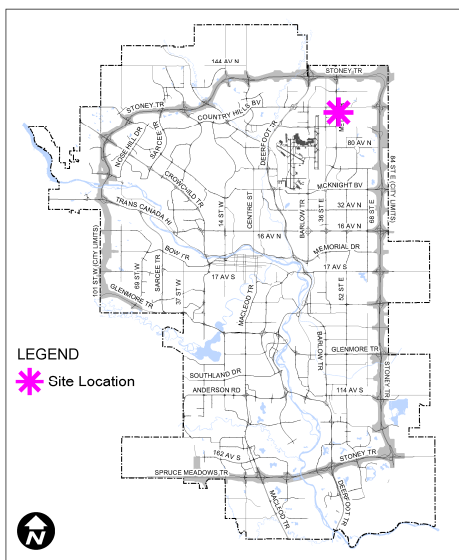 144 AV N
STONEY TR
STONEY TR
COUNTRY HILLS BV
NOSE HILL DR
SARCEE TR
DEERFOOT TR
80 AV N
84 ST E (CITY LIMITS)
CROWCHILD TR
MCKNIGHT BV
TRANS CANADA HI
14 ST W
CENTRE ST
BARLOW TR
36 ST E
32 AV N
68 ST E
16 AV N
16 AV N
101 ST W (CITY LIMITS)
BOW TR
MEMORIAL DR
69 ST W
SARCEE TR
37 ST W
17 AV S
17 AV S
52 ST E
MACLEOD TR
GLENMORE TR
BARLOW TR
GLENMORE TR
LEGEND
Site Location
SOUTHLAND DR
ANDERSON RD
114 AV S
STONEY TR
162 AV S
STONEY TR
SPRUCE MEADOWS TR
MACLEOD TR
DEERFOOT TR
N